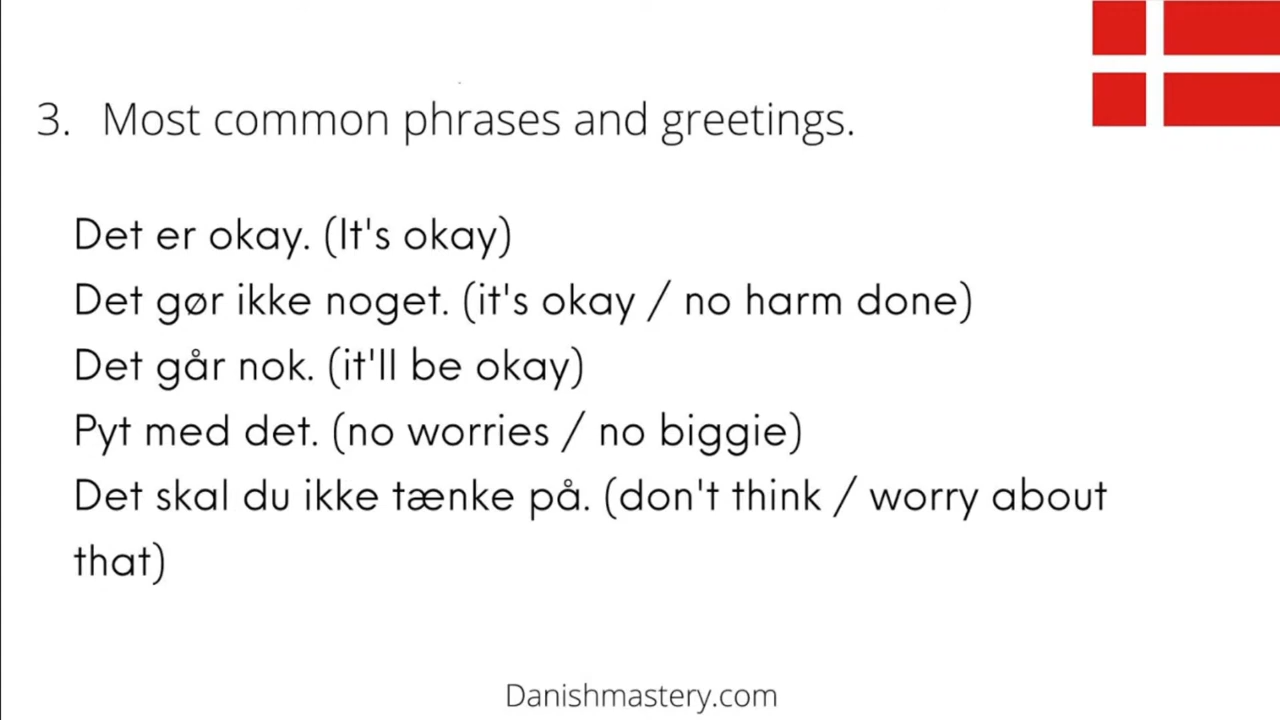 3. Most common phrases and greetings.
Det er okay. (It's okay)
Det gør ikke noget. (it's okay / no harm done)
Det går nok. (it'll be okay)
Pyt med det. (no worries / no biggie)
Det skal du ikke tænke på. (don't think / worry about
that)
Danishmastery.com